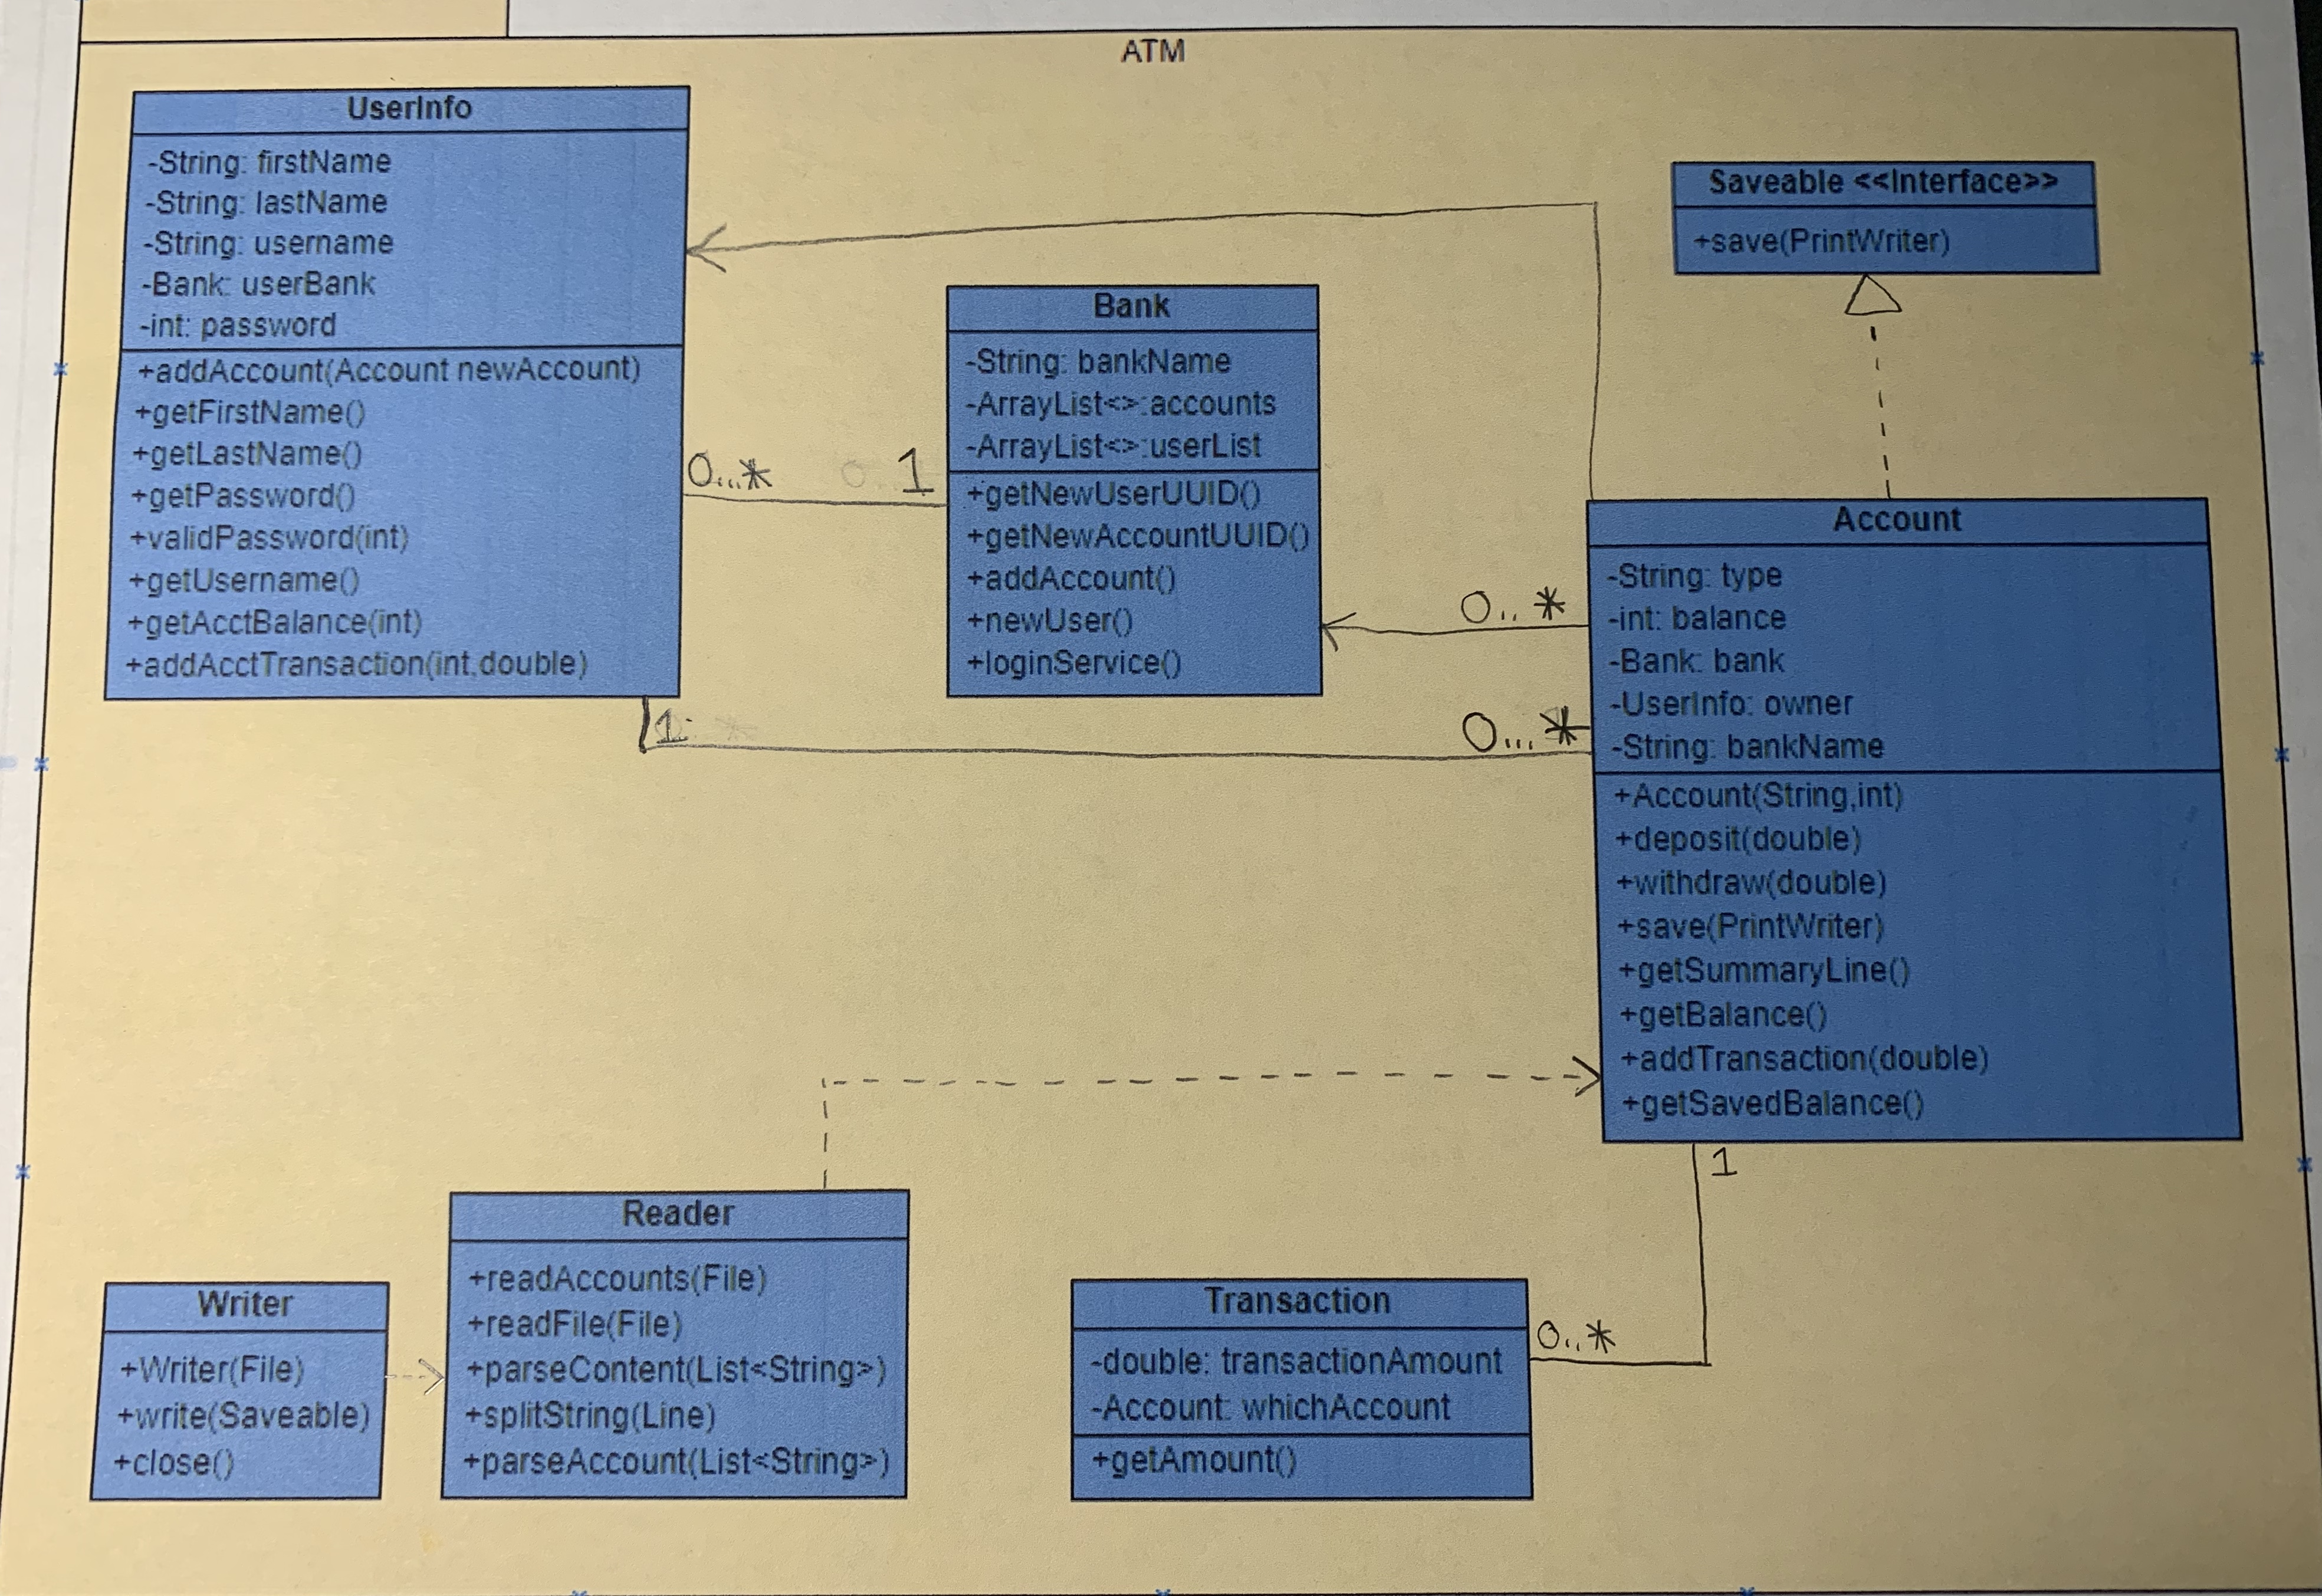 ATM
UserInfo
-String: firstName
-String: lastName
-String: username
-Bank: userBank
-int: password
+addAccount(Account newAccount)
+getFirstName()
+getLastName()
+getPassword()
+validPassword(int)
+getUsername()
+getAcctBalance(int)
+addAcctTransaction(int,double)
0...*
1
Bank
-String: bankName
-ArrayList<>:accounts
-ArrayList<>:userList
+getNewUserUUID()
+getNewAccountUUID()
+addAccount()
+newUser()
+loginService()
Saveable <<Interface>>
+save(PrintWriter)
0..*
1
0...*
Account
-String: type
-int: balance
-Bank: bank
-UserInfo: owner
-String: bankName
+Account(String,int)
+deposit(double)
+withdraw(double)
+save(PrintWriter)
+getSummaryLine()
+getBalance()
+addTransaction(double)
+getSavedBalance()
1
0..*
Writer
+Writer(File)
+write(Saveable)
+close()
Reader
+readAccounts(File)
+readFile(File)
+parseContent(List<String>)
+splitString(Line)
+parseAccount(List<String>)
Transaction
-double: transactionAmount
-Account: whichAccount
+getAmount()